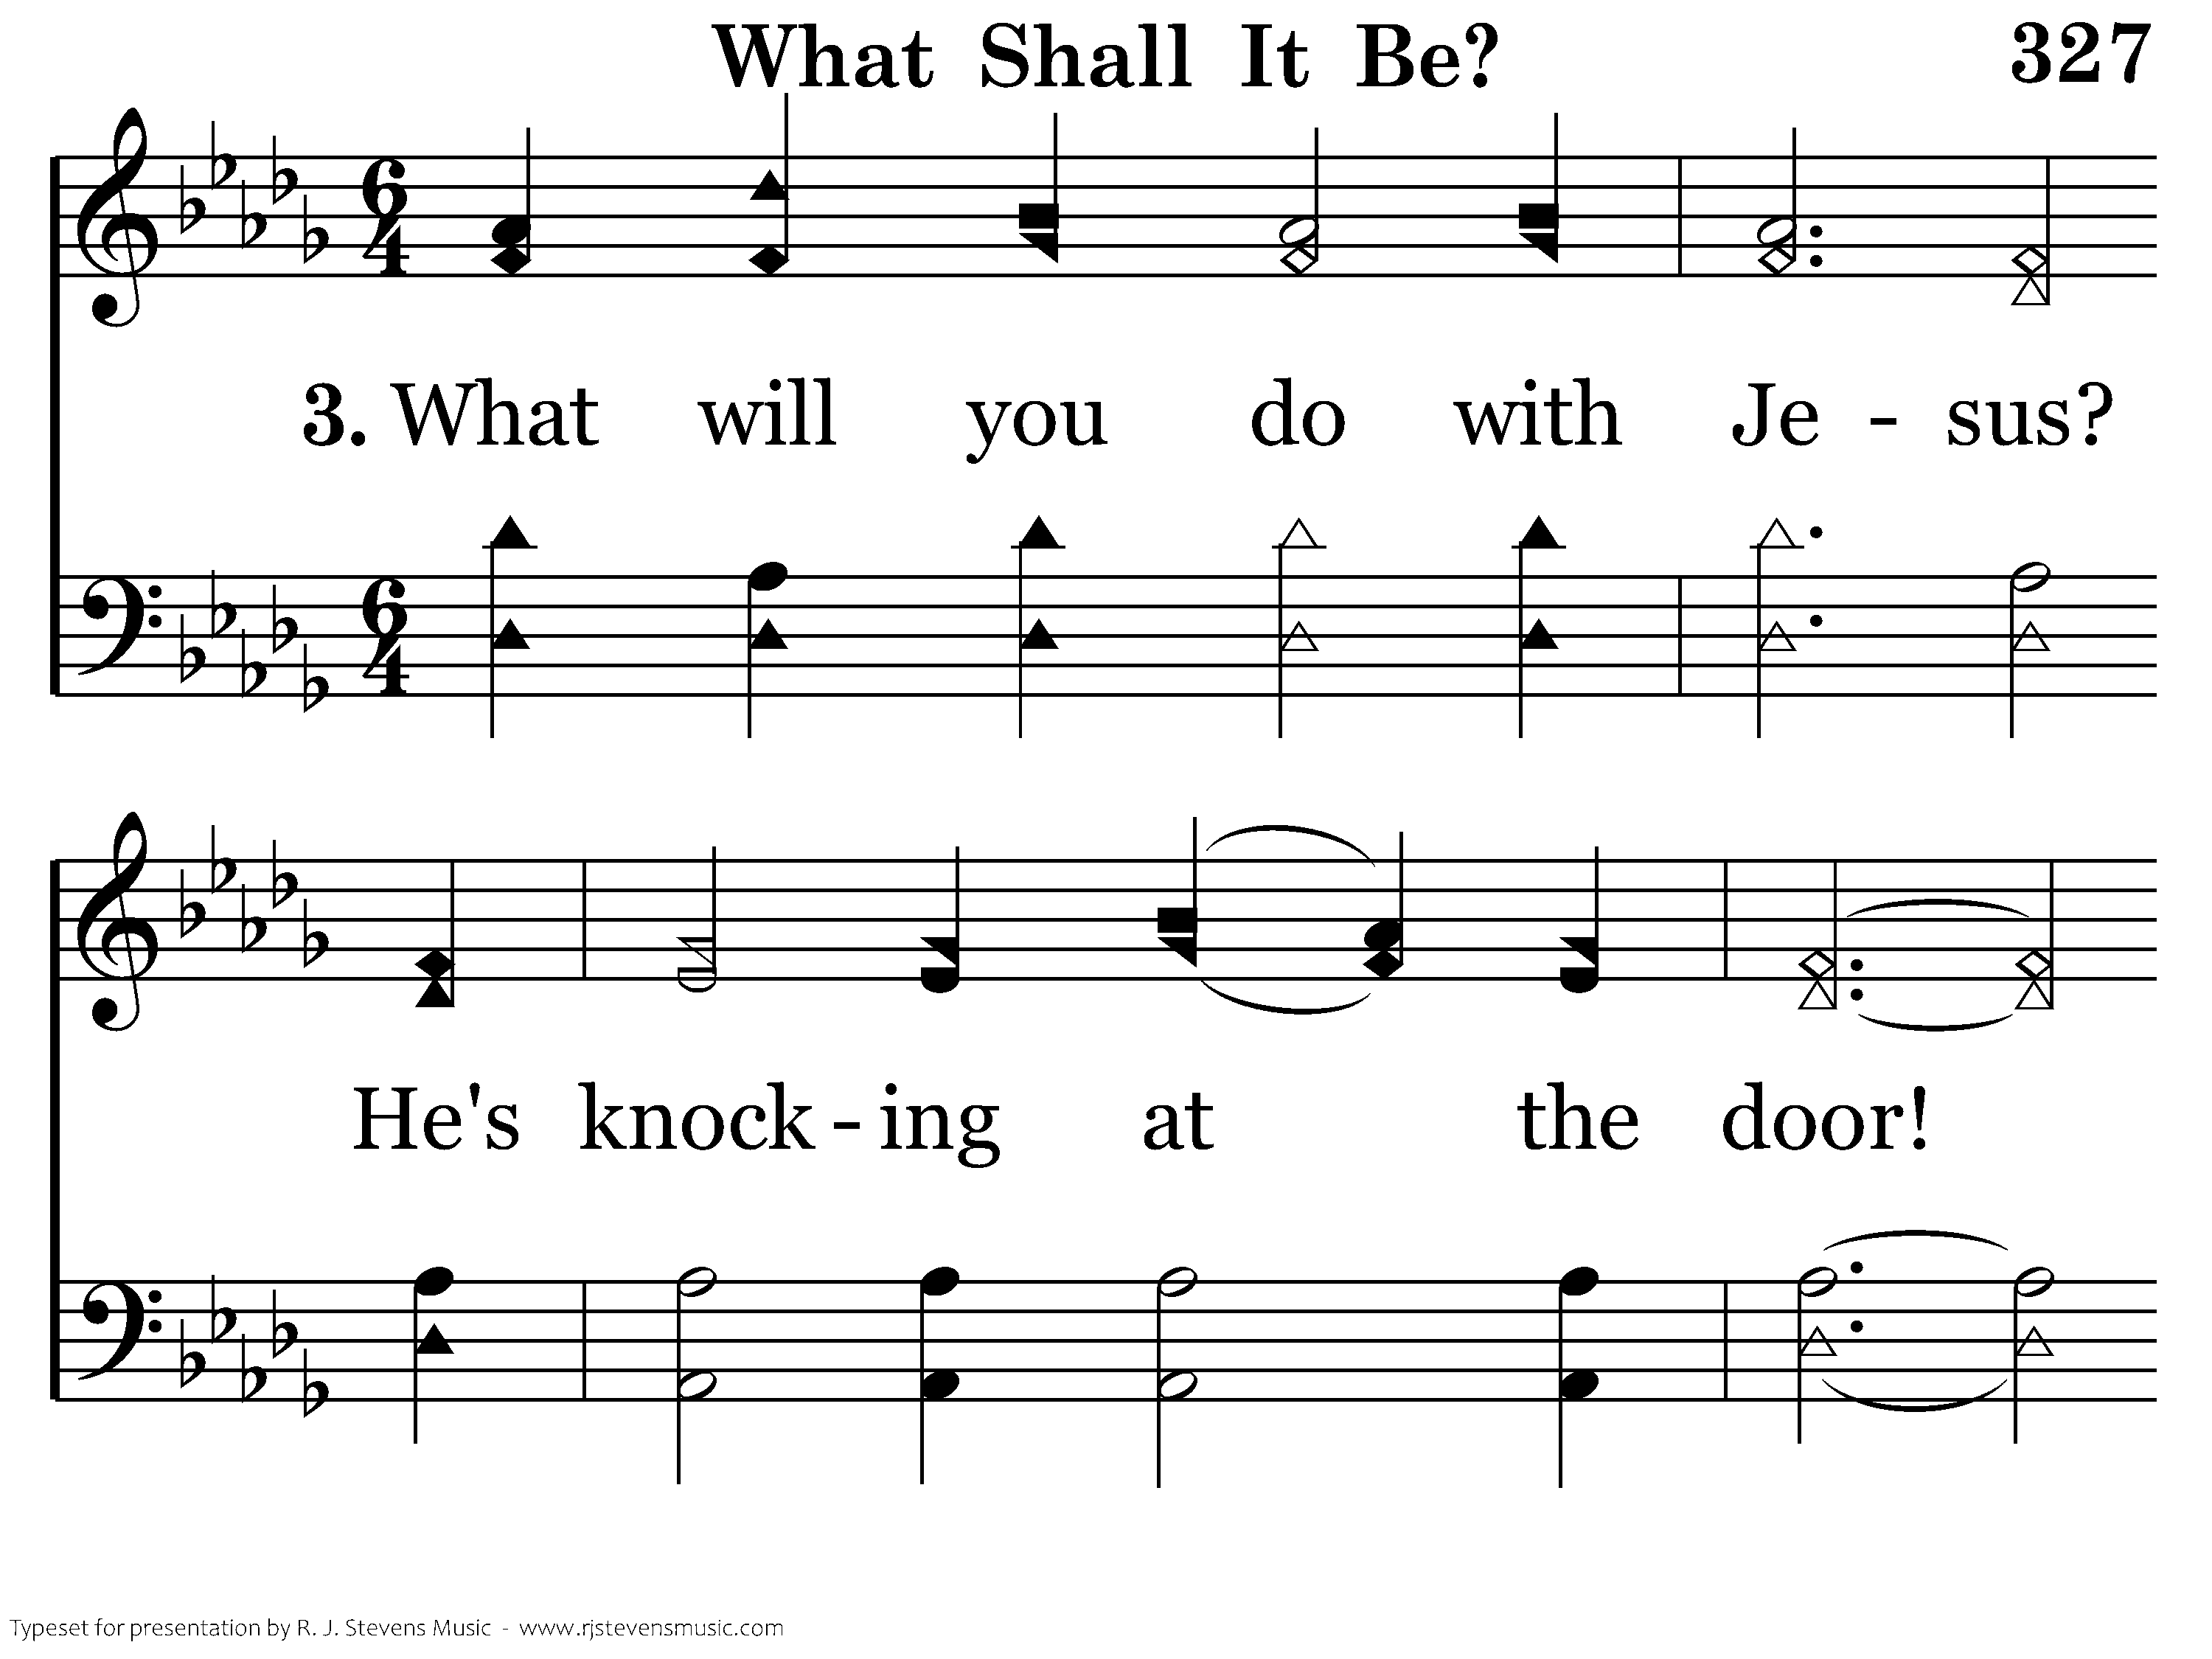 What Shall It Be? 327
3. What will you do with Je - sus?
He's knock - ing at the door!
Typeset for presentation by R. J. Stevens Music - www.rjstevensmusic.com